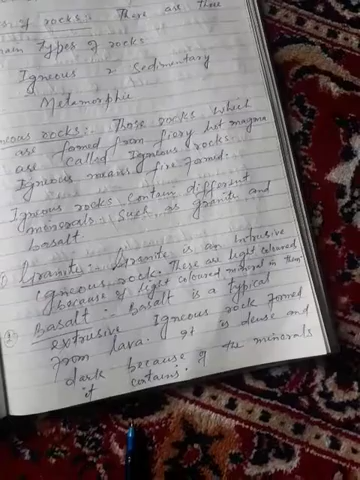 of rocks :- There are three
main types of rocks
Igneous 2 Sedimentary
Metamorphic
neous rocks:- Those rocks which
are formed from fiery hot magma
are called Igneous rocks.
Igneous means fire formed.
Igneous rocks contain different
minerals. Such as granite and
basalt
Granite:- Granite is an Intrusive
igneous rock. These are light coloured
because of light coloured mineral in them
Basalt :- basalt is a typical
extrusive Igneous rock formed
From lava. It is dense and
dark because of the minerals
it contains.